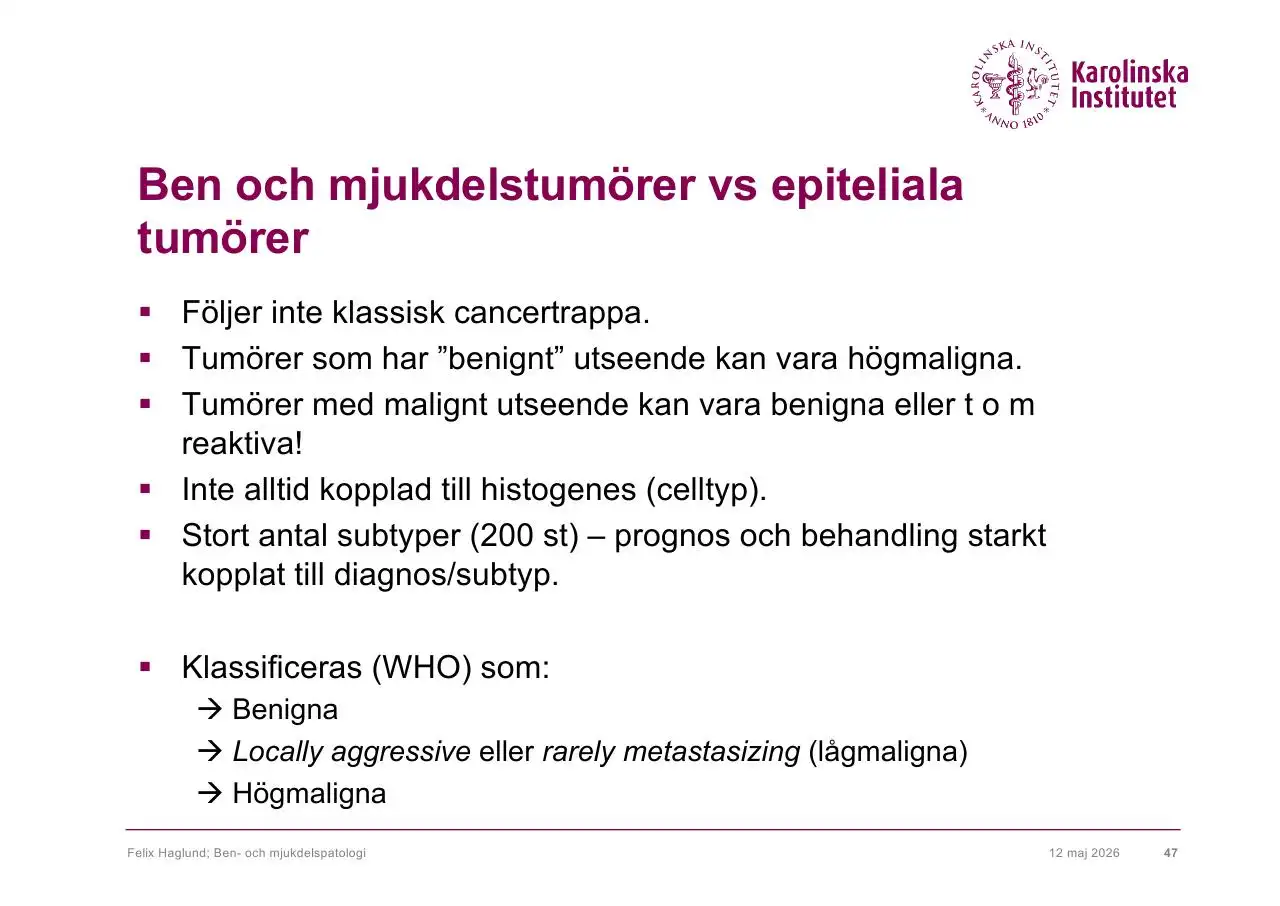 KAROLINSKA INSTITUTET
ANNO 1810
Karolinska
Institutet
Ben och mjukdelstumörer vs epiteliala
tumörer
▪ Följer inte klassisk cancertrappa.
▪ Tumörer som har ”benignt” utseende kan vara högmaligna.
▪ Tumörer med malignt utseende kan vara benigna eller t o m
reaktiva!
▪ Inte alltid kopplad till histogenes (celltyp).
▪ Stort antal subtyper (200 st) – prognos och behandling starkt
kopplat till diagnos/subtyp.
▪ Klassificeras (WHO) som:
→ Benigna
→ Locally aggressive eller rarely metastasizing (lågmaligna)
→ Högmaligna
Felix Haglund; Ben- och mjukdelspatologi
12 maj 2026
47